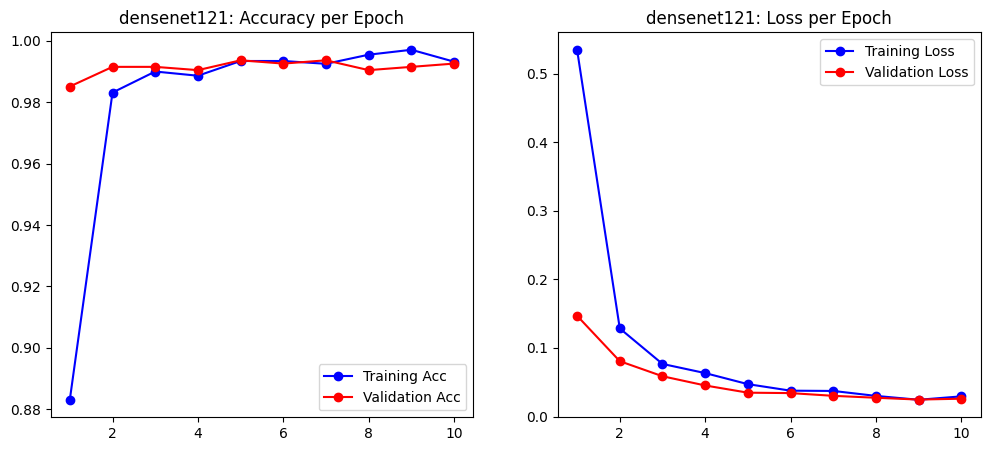 densenet121: Accuracy per Epoch
1.00
0.98
0.96
0.94
0.92
0.90
0.88
2 4 6 8 10
Training Acc
Validation Acc
densenet121: Loss per Epoch
0.5
0.4
0.3
0.2
0.1
0.0
2 4 6 8 10
Training Loss
Validation Loss